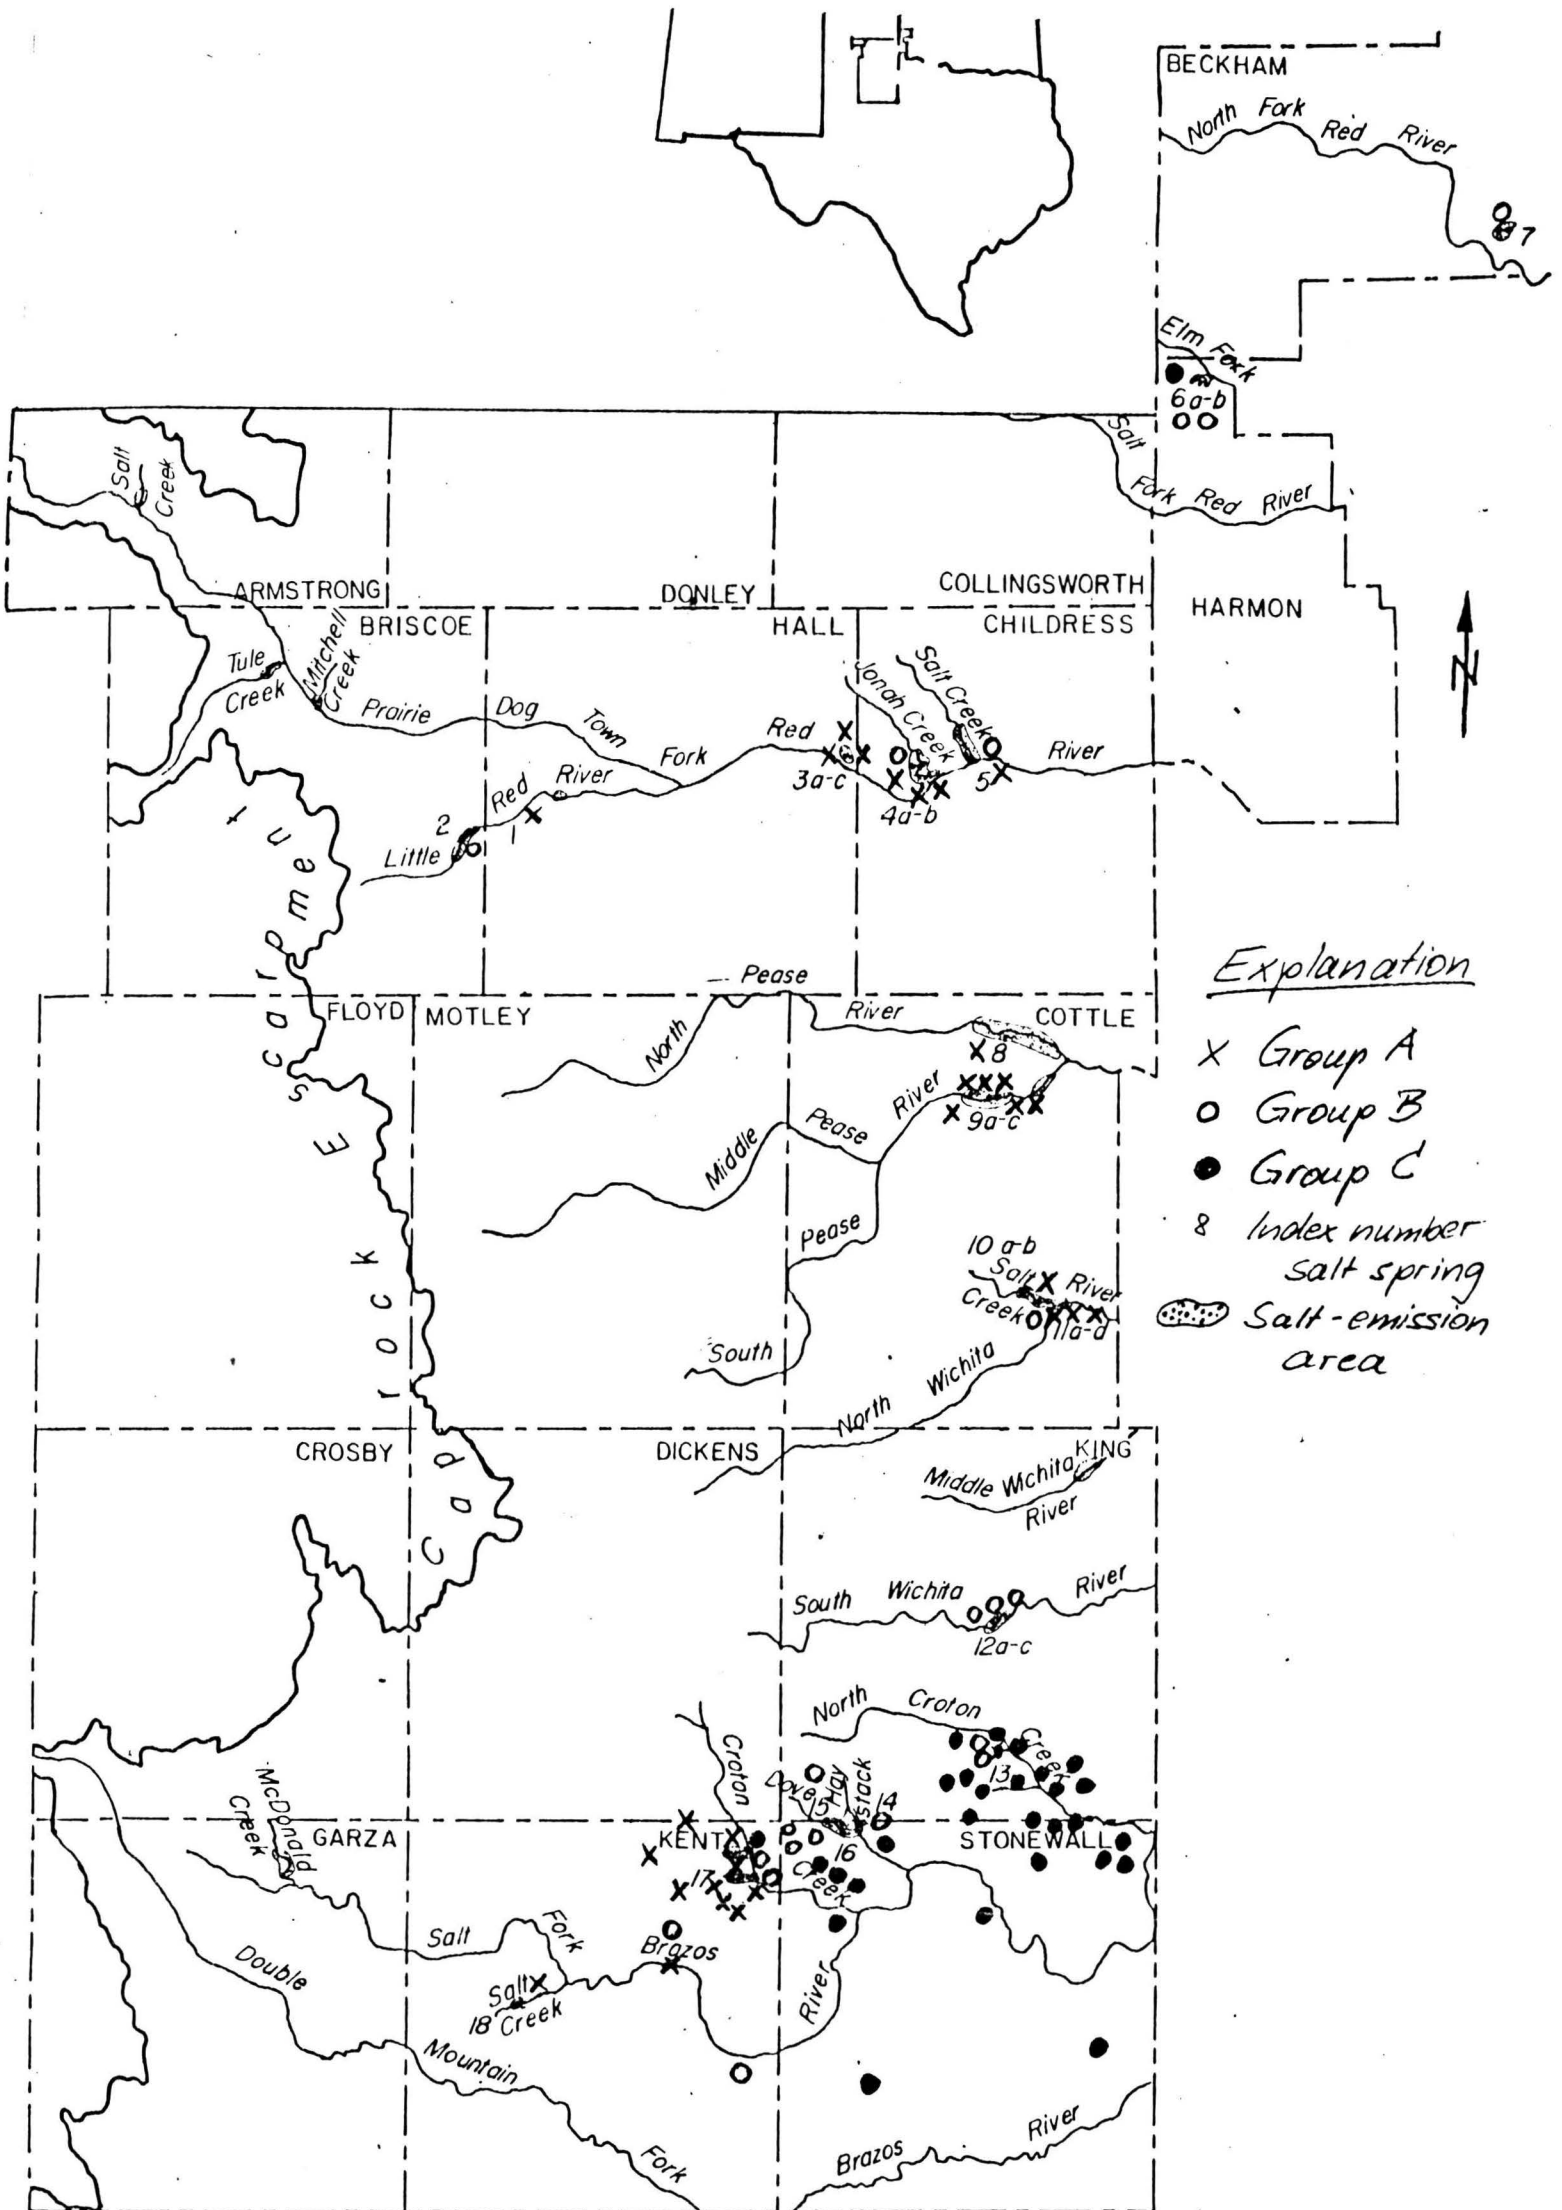 BECKHAM
North Fork Red River
7
Elm Fork
6a-b
Salt
Fork Red River
Salt
Creek
ARMSTRONG
DONLEY
COLLINGSWORTH
HARMON
BRISCOE
HALL
CHILDRESS
N
Tule
Creek
Mitchell
Creek
Prairie Dog Town Fork Red River
Jonah Creek
Salt Creek
3a-c
4a-b
5
Little Red River
2
1
Caprock Escarpment
FLOYD
MOTLEY
COTTLE
North Pease River
8
9a-c
Middle Pease River
South Pease
10 a-b
Salt
Creek
11a-d
North Wichita River
Explanation
X Group A
O Group B
● Group C
8 Index number
salt spring
Salt-emission
area
CROSBY
DICKENS
KING
Middle Wichita
River
South Wichita River
12a-c
North Croton Creek
13
Croton
Creek
Dove
Hay
stack
14
15
16
17
McDonald
Creek
GARZA
KENT
STONEWALL
Salt Fork Brazos River
Salt
18 Creek
Double Mountain Fork
Brazos River